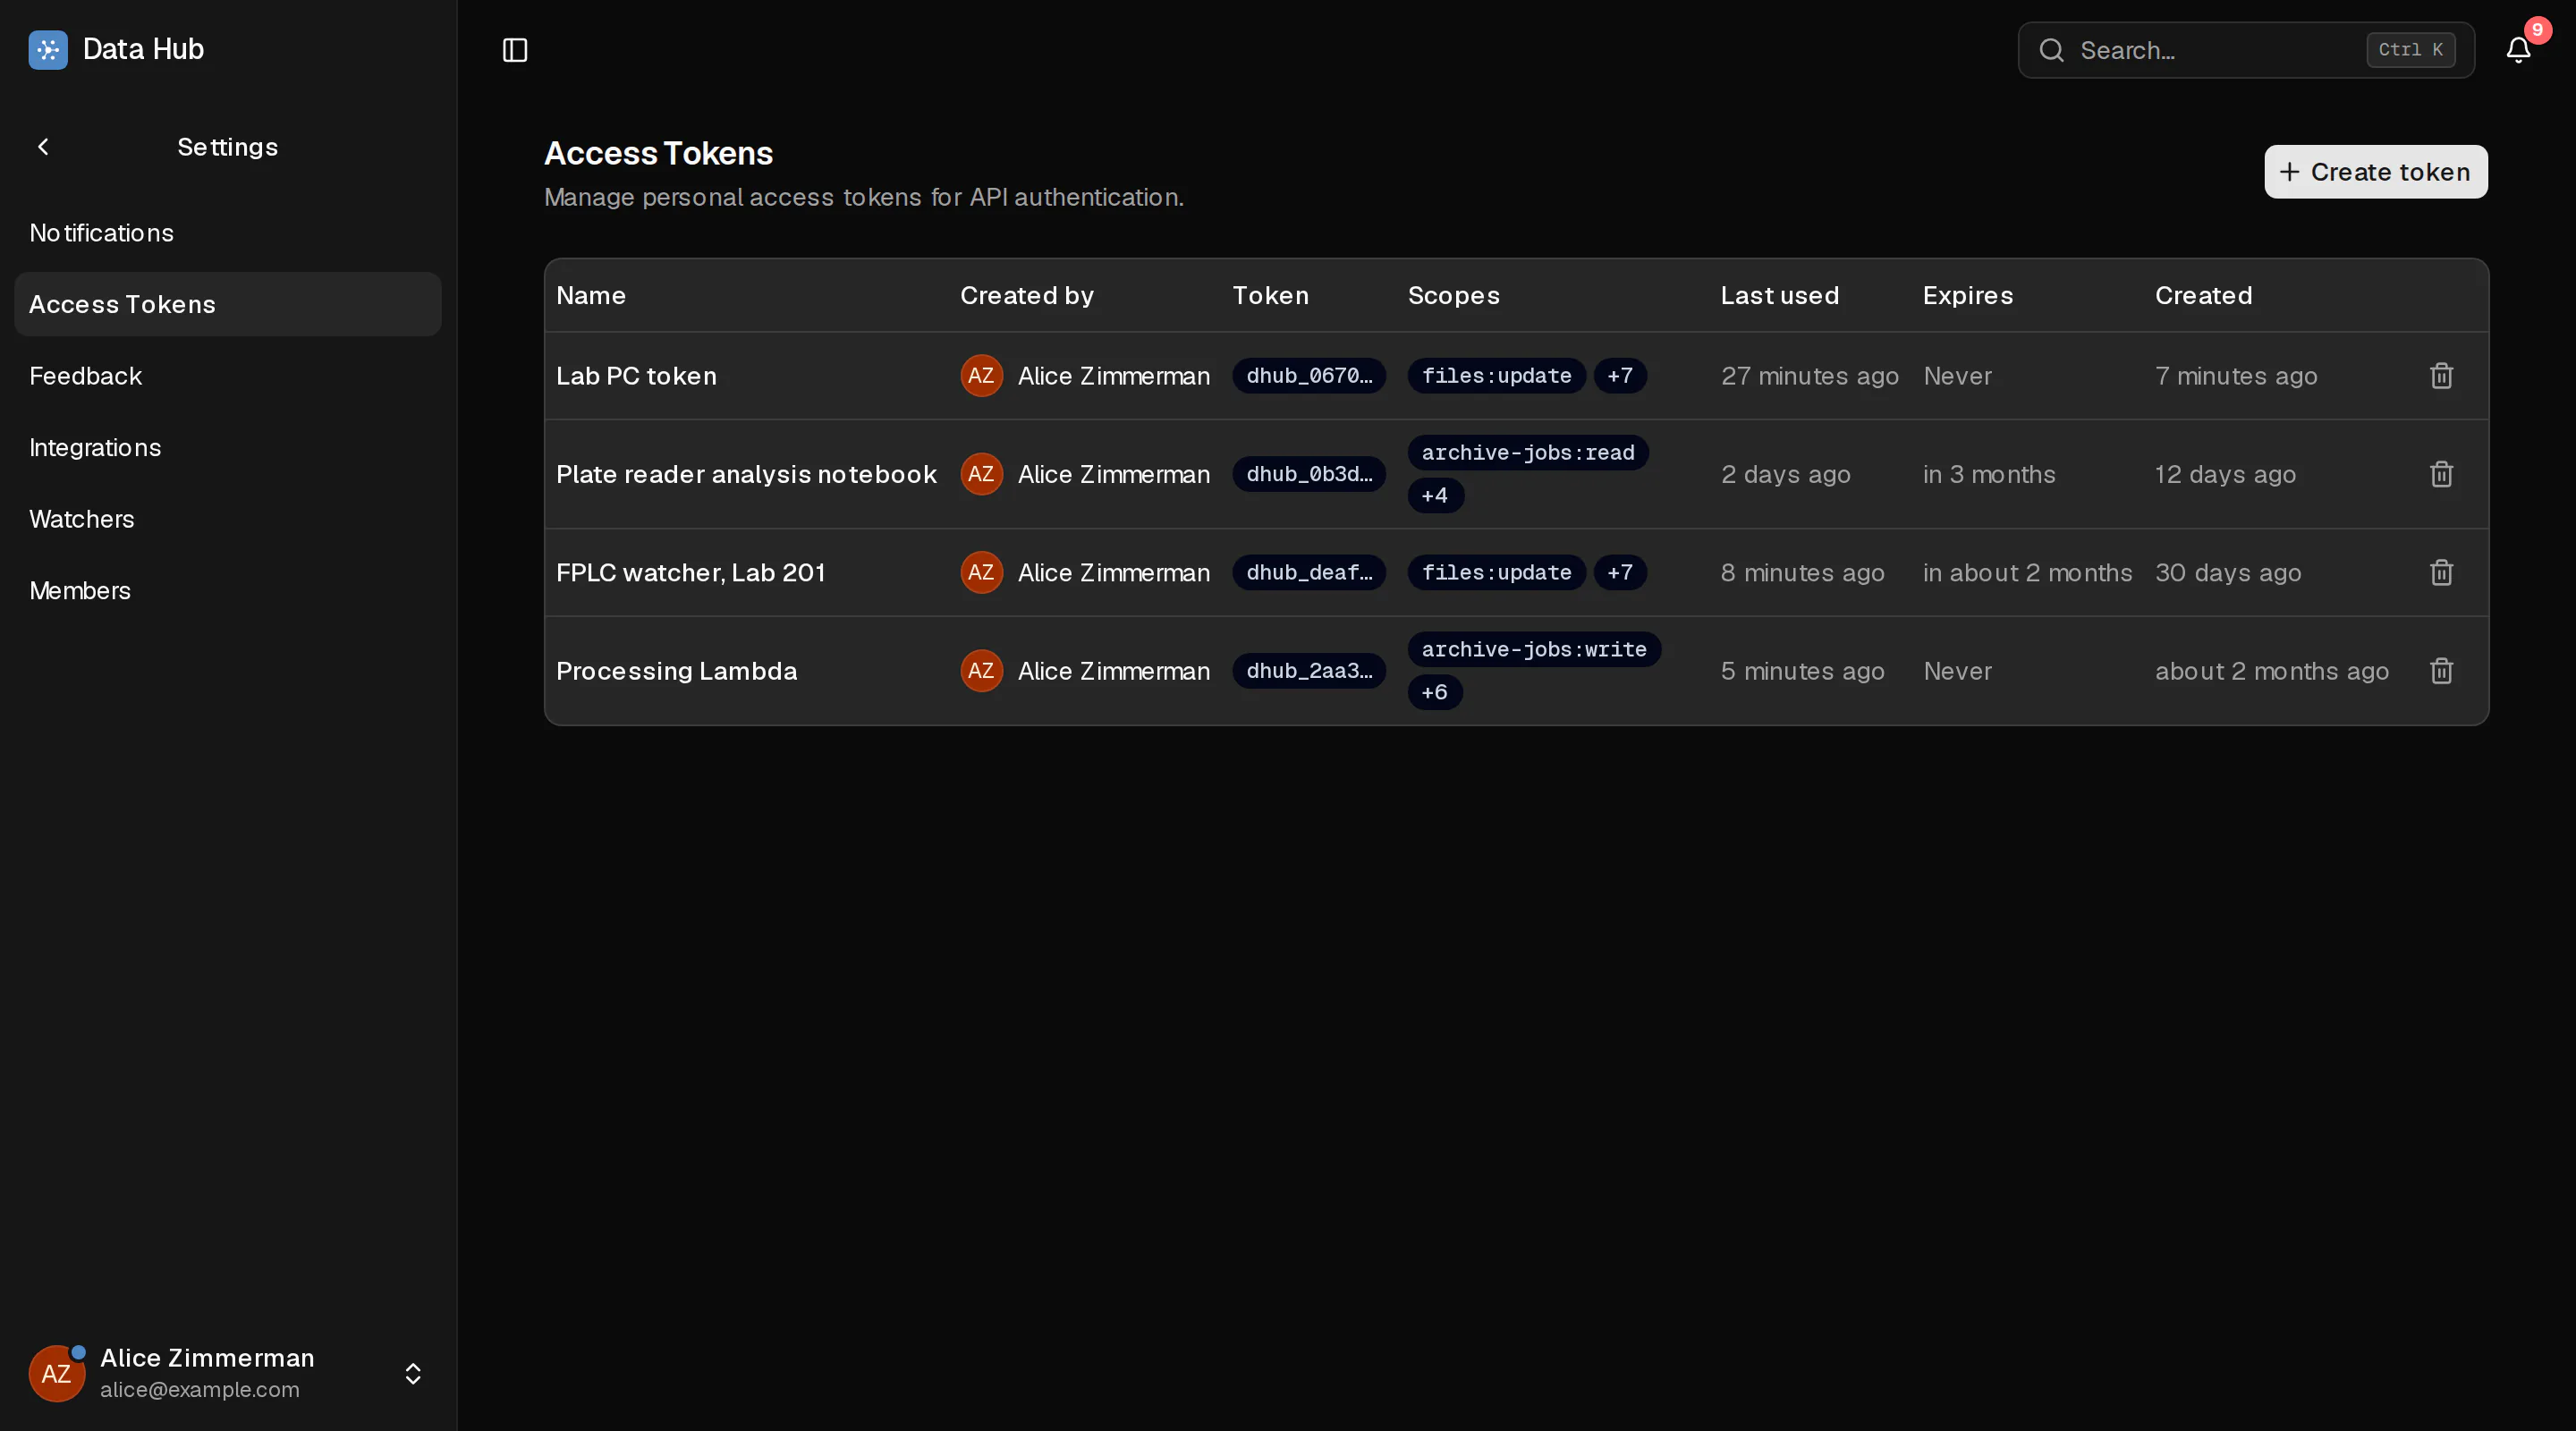 Data Hub
Search...
Ctrl K
9
Settings
Notifications
Access Tokens
Feedback
Integrations
Watchers
Members
Access Tokens
Manage personal access tokens for API authentication.
Create token
Name Created by Token Scopes Last used Expires Created
Lab PC token AZ Alice Zimmerman dhub_0670… files:update +7 27 minutes ago Never 7 minutes ago
Plate reader analysis notebook AZ Alice Zimmerman dhub_0b3d… archive-jobs:read +4 2 days ago in 3 months 12 days ago
FPLC watcher, Lab 201 AZ Alice Zimmerman dhub_deaf… files:update +7 8 minutes ago in about 2 months 30 days ago
Processing Lambda AZ Alice Zimmerman dhub_2aa3… archive-jobs:write +6 5 minutes ago Never about 2 months ago
AZ
Alice Zimmerman
alice@example.com